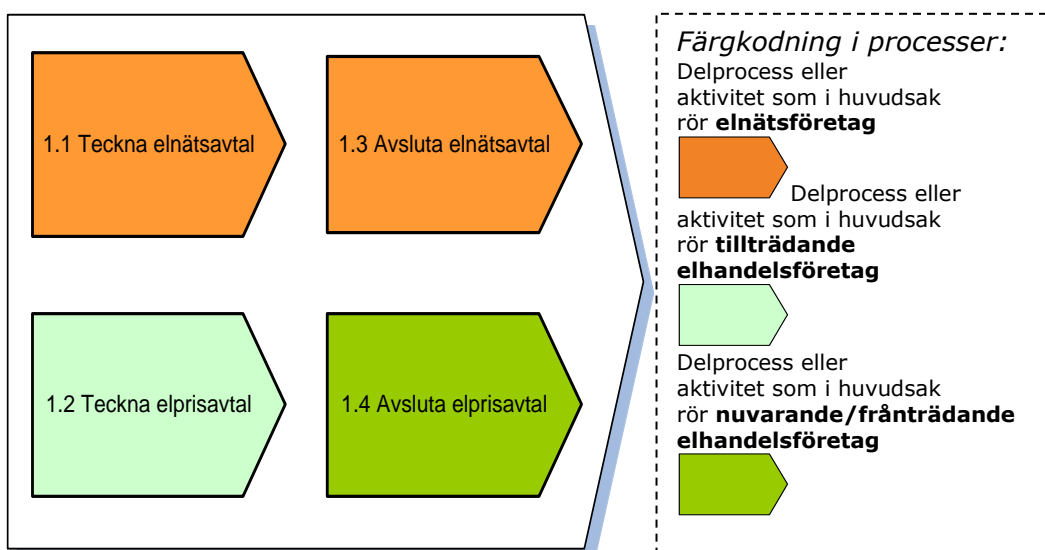 1.1 Teckna elnätsavtal
1.3 Avsluta elnätsavtal
1.2 Teckna elprisavtal
1.4 Avsluta elprisavtal
Färgkodning i processer:
Delprocess eller
aktivitet som i huvudsak
rör elnätsföretag
Delprocess eller
aktivitet som i huvudsak
rör tillträdande
elhandelsföretag
Delprocess eller
aktivitet som i huvudsak
rör nuvarande/frånträdande
elhandelsföretag